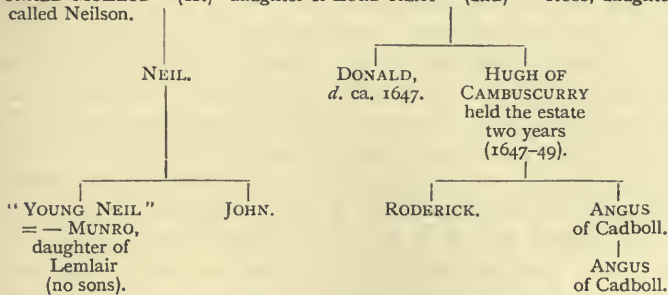 daughter
called Neilson.
NEIL.
DONALD,
d. ca. 1647.
HUGH OF
CAMBUSCURRY
held the estate
two years
(1647–49).
"YOUNG NEIL"
= — MUNRO,
daughter of
Lemlair
(no sons).
JOHN.
RODERICK.
ANGUS
of Cadboll.
ANGUS
of Cadboll.